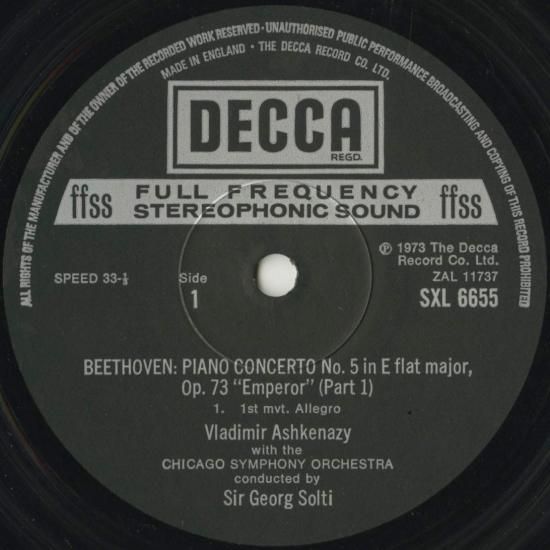 ALL RIGHTS OF THE MANUFACTURER AND OF THE OWNER OF THE RECORDED WORK RESERVED · UNAUTHORISED PUBLIC PERFORMANCE BROADCASTING AND COPYING OF THIS RECORD PROHIBITED
MADE IN ENGLAND · THE DECCA RECORD CO. LTD.
DECCA
REGD.
ffss FULL FREQUENCY ffss
STEREOPHONIC SOUND
℗ 1973 The Decca
Record Co. Ltd.
SPEED 33-⅓ Side ZAL 11737
1 SXL 6655
BEETHOVEN: PIANO CONCERTO No. 5 in E flat major,
Op. 73 "Emperor" (Part 1)
1. 1st mvt. Allegro
Vladimir Ashkenazy
with the
CHICAGO SYMPHONY ORCHESTRA
conducted by
Sir Georg Solti